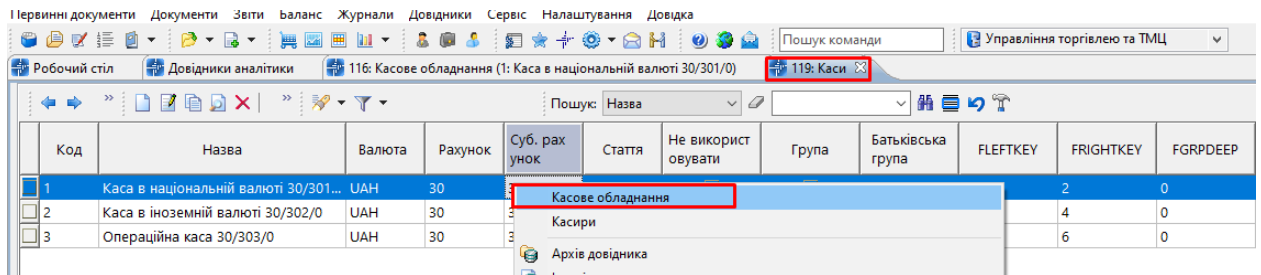 Первинні документи Документи Звіти Баланс Журнали Довідники Сервіс Налаштування Довідка
Пошук команди Управління торгівлею та ТМЦ
Робочий стіл Довідники аналітики 116: Касове обладнання (1: Каса в національній валюті 30/301/0) 119: Каси
Пошук: Назва
Код Назва Валюта Рахунок Суб. рах
унок Стаття Не використ
овувати Група Батьківська
група FLEFTKEY FRIGHTKEY FGRPDEEP
1 Каса в національній валюті 30/301... UAH 30 3 2 0
Касове обладнання
2 Каса в іноземній валюті 30/302/0 UAH 30 3 4 0
Касири
3 Операційна каса 30/303/0 UAH 30 3 6 0
Архів довідника